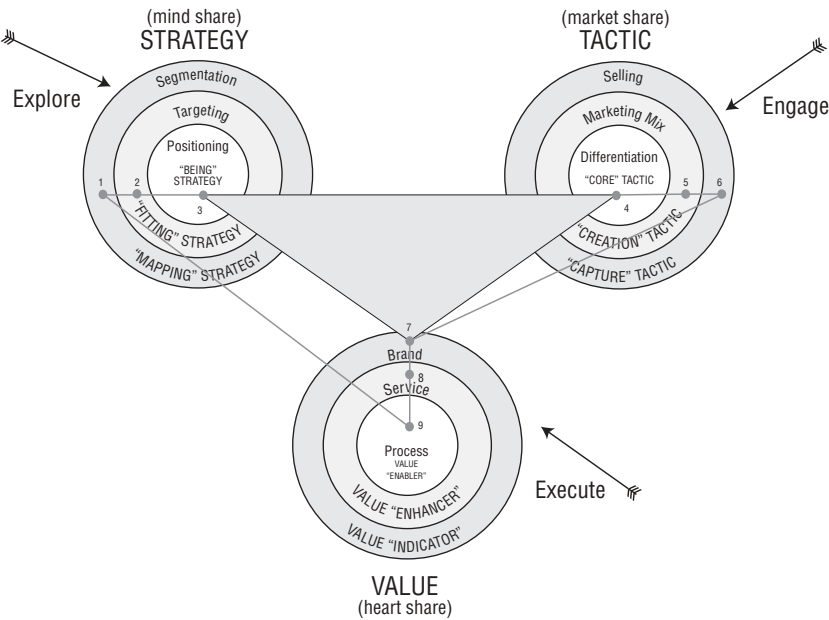 (mind share)
STRATEGY
Explore
Segmentation
Targeting
Positioning
“BEING”
STRATEGY
1
2
3
“FITTING” STRATEGY
“MAPPING” STRATEGY
(market share)
TACTIC
Engage
Selling
Marketing Mix
Differentiation
“CORE” TACTIC
4
5
6
“CREATION” TACTIC
“CAPTURE” TACTIC
7
Brand
8
Service
9
Process
VALUE
“ENABLER”
VALUE “ENHANCER”
VALUE “INDICATOR”
Execute
VALUE
(heart share)